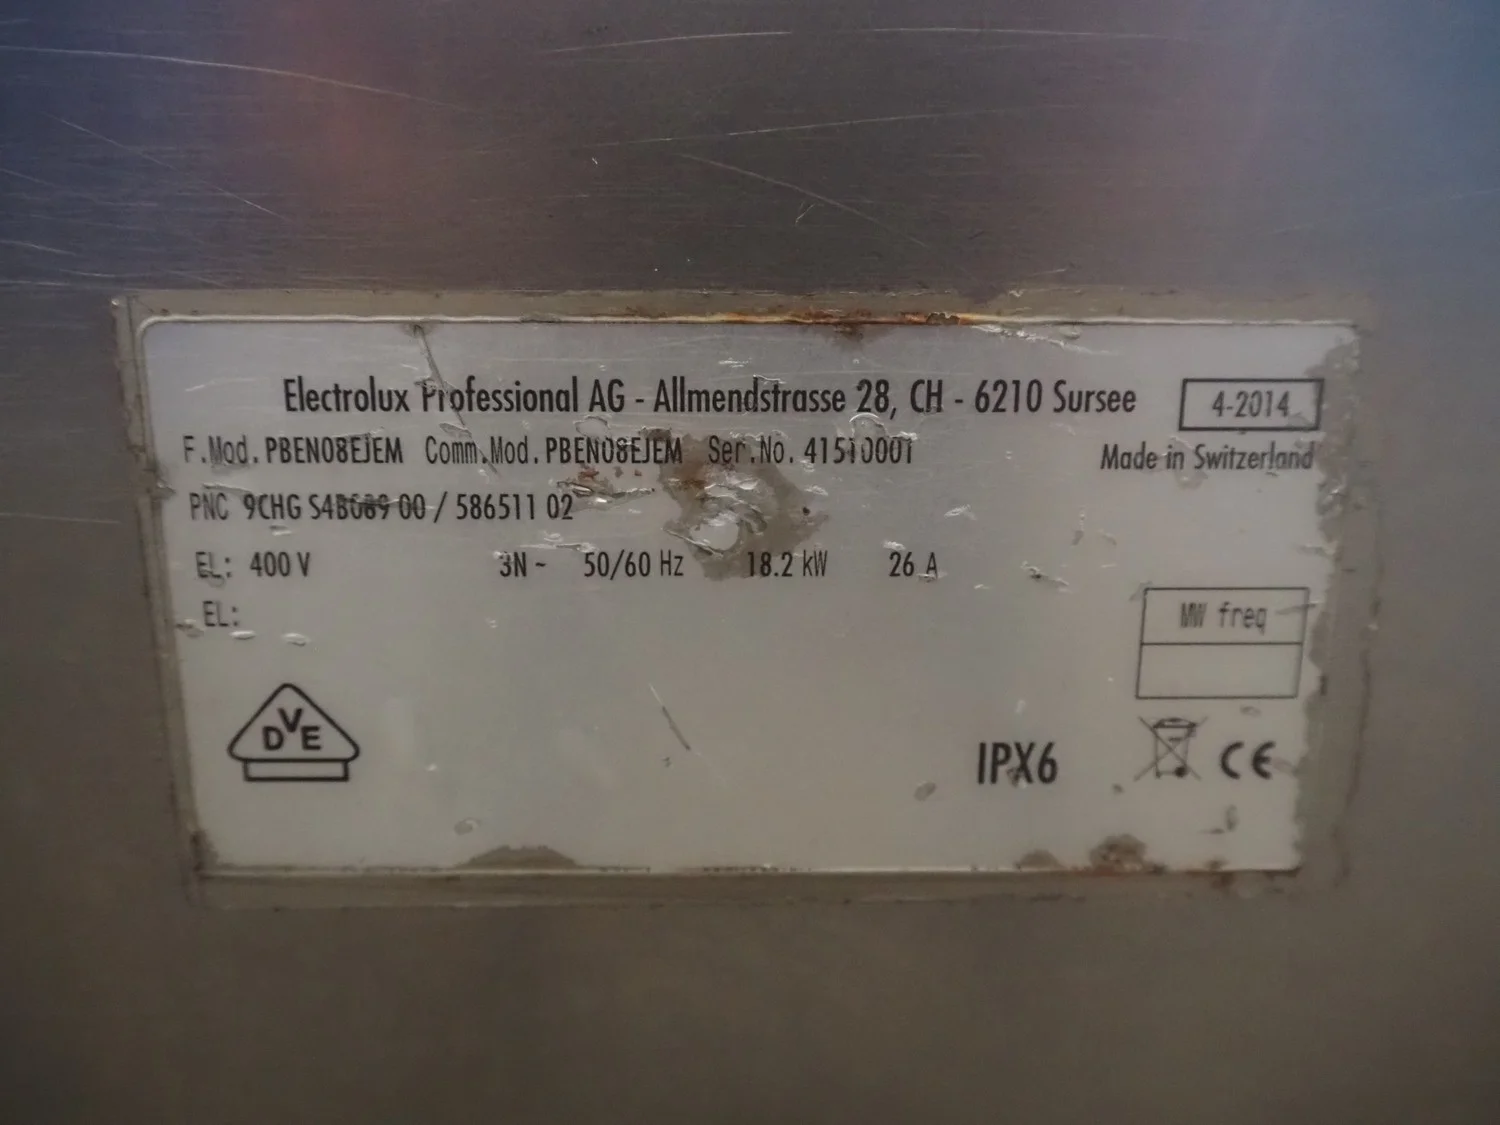 Electrolux Professional AG - Allmendstrasse 28, CH - 6210 Sursee
4-2014
F.Mod. PBEN08EJEM Comm.Mod. PBEN08EJEM Ser.No. 41510001
Made in Switzerland
PNC 9CHG 00 / 586511 02
EL: 400 V 3N ~ 50/60 Hz 18.2 kW 26 A
EL:
MW freq
DVE
IPX6
CE